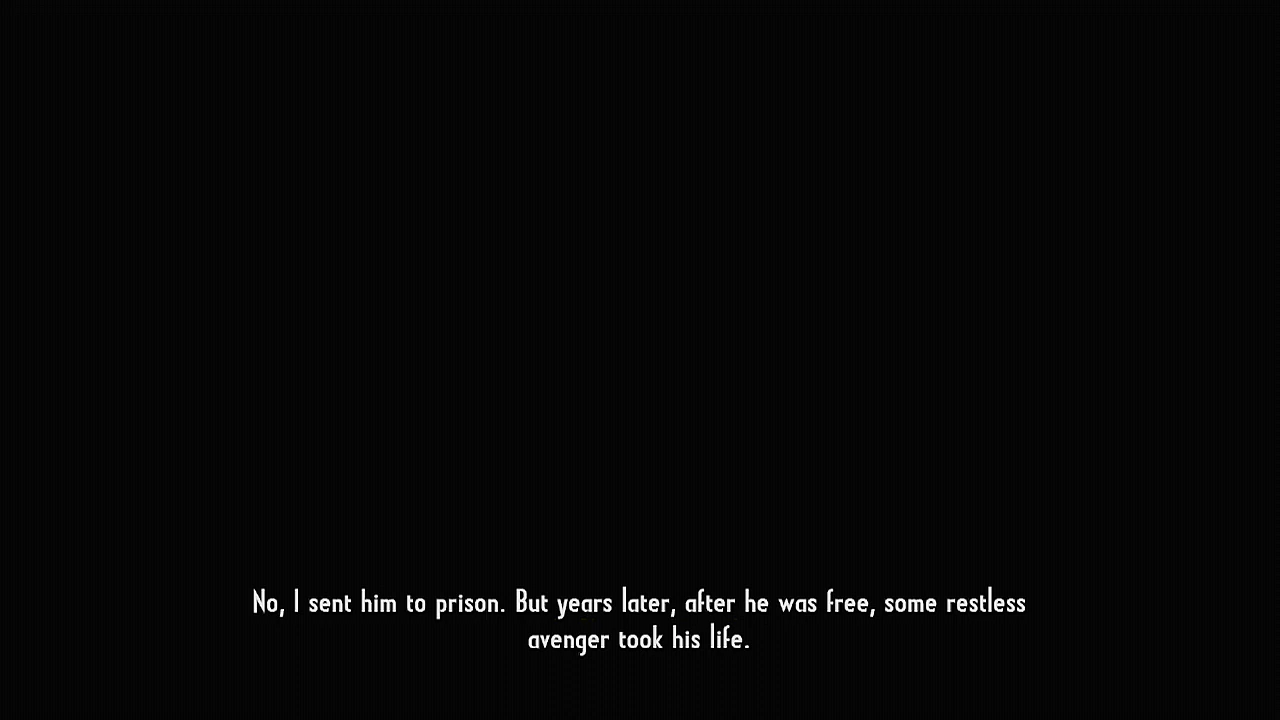 No, I sent him to prison. But years later, after he was free, some restless
avenger took his life.